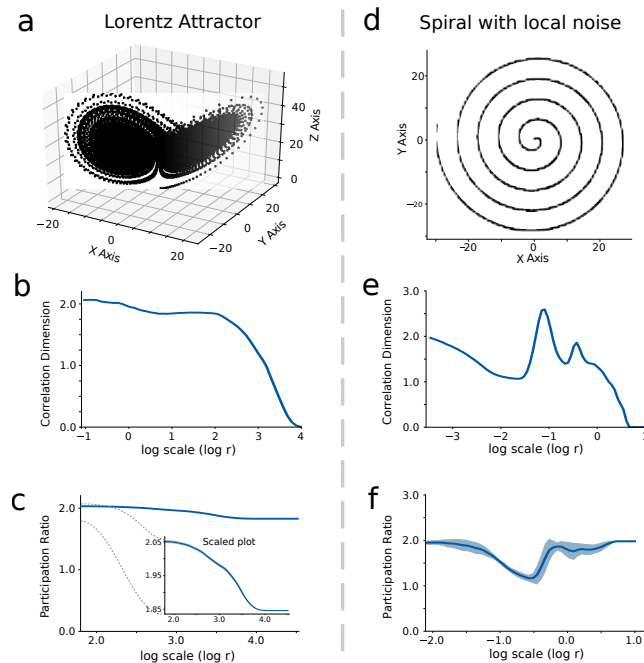 a
Lorentz Attractor
40
20
0
Z Axis
−20
0
20
X Axis
−20
0
20
Y Axis
b
2.0
1.0
0.0
Correlation Dimension
−1 0 1 2 3 4
log scale (log r)
c
2.0
1.0
0.0
Participation Ratio
2.0 3.0 4.0
log scale (log r)
Scaled plot
2.05
1.95
1.85
2.0 3.0 4.0
d
Spiral with local noise
20
0
−20
Y Axis
−20 0 20
X Axis
e
3.0
2.0
1.0
0.0
Correlation Dimension
−3 −2 −1 0 1
log scale (log r)
f
3.0
2.0
1.0
0.0
Participation Ratio
−2.0 −1.0 0.0 1.0
log scale (log r)